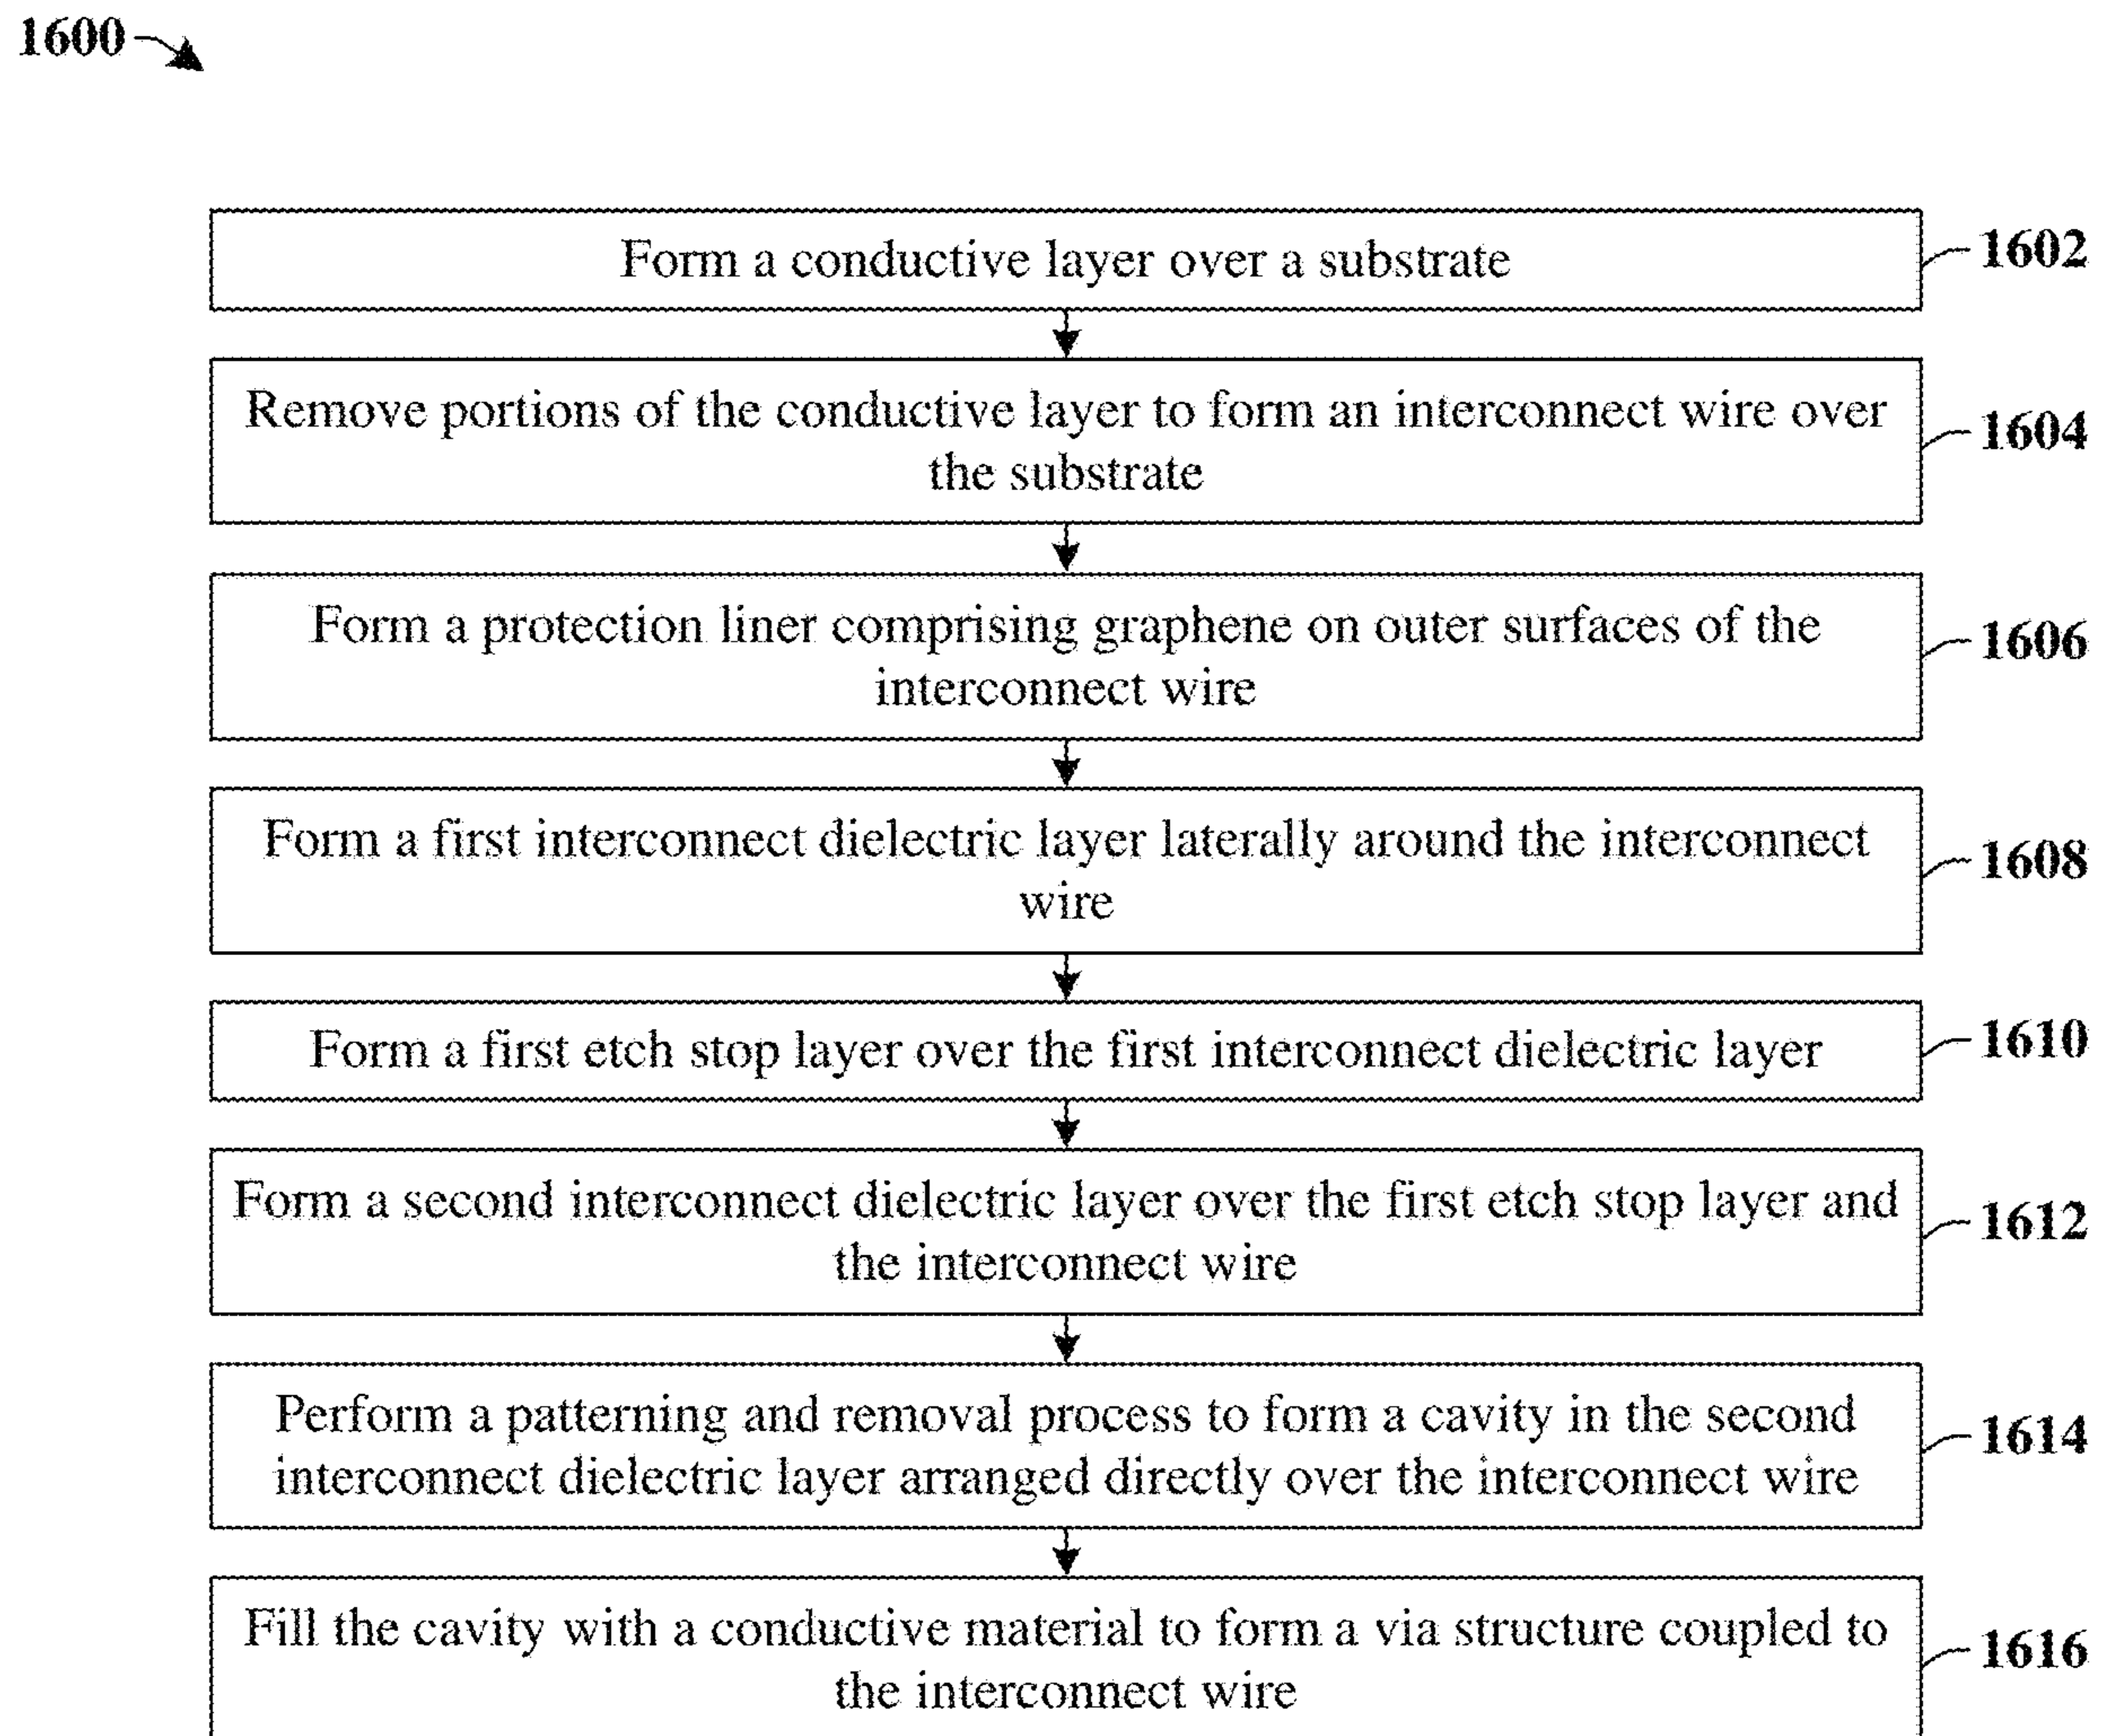 1600
Form a conductive layer over a substrate
1602
Remove portions of the conductive layer to form an interconnect wire over
the substrate
1604
Form a protection liner comprising graphene on outer surfaces of the
interconnect wire
1606
Form a first interconnect dielectric layer laterally around the interconnect
wire
1608
Form a first etch stop layer over the first interconnect dielectric layer
1610
Form a second interconnect dielectric layer over the first etch stop layer and
the interconnect wire
1612
Perform a patterning and removal process to form a cavity in the second
interconnect dielectric layer arranged directly over the interconnect wire
1614
Fill the cavity with a conductive material to form a via structure coupled to
the interconnect wire
1616